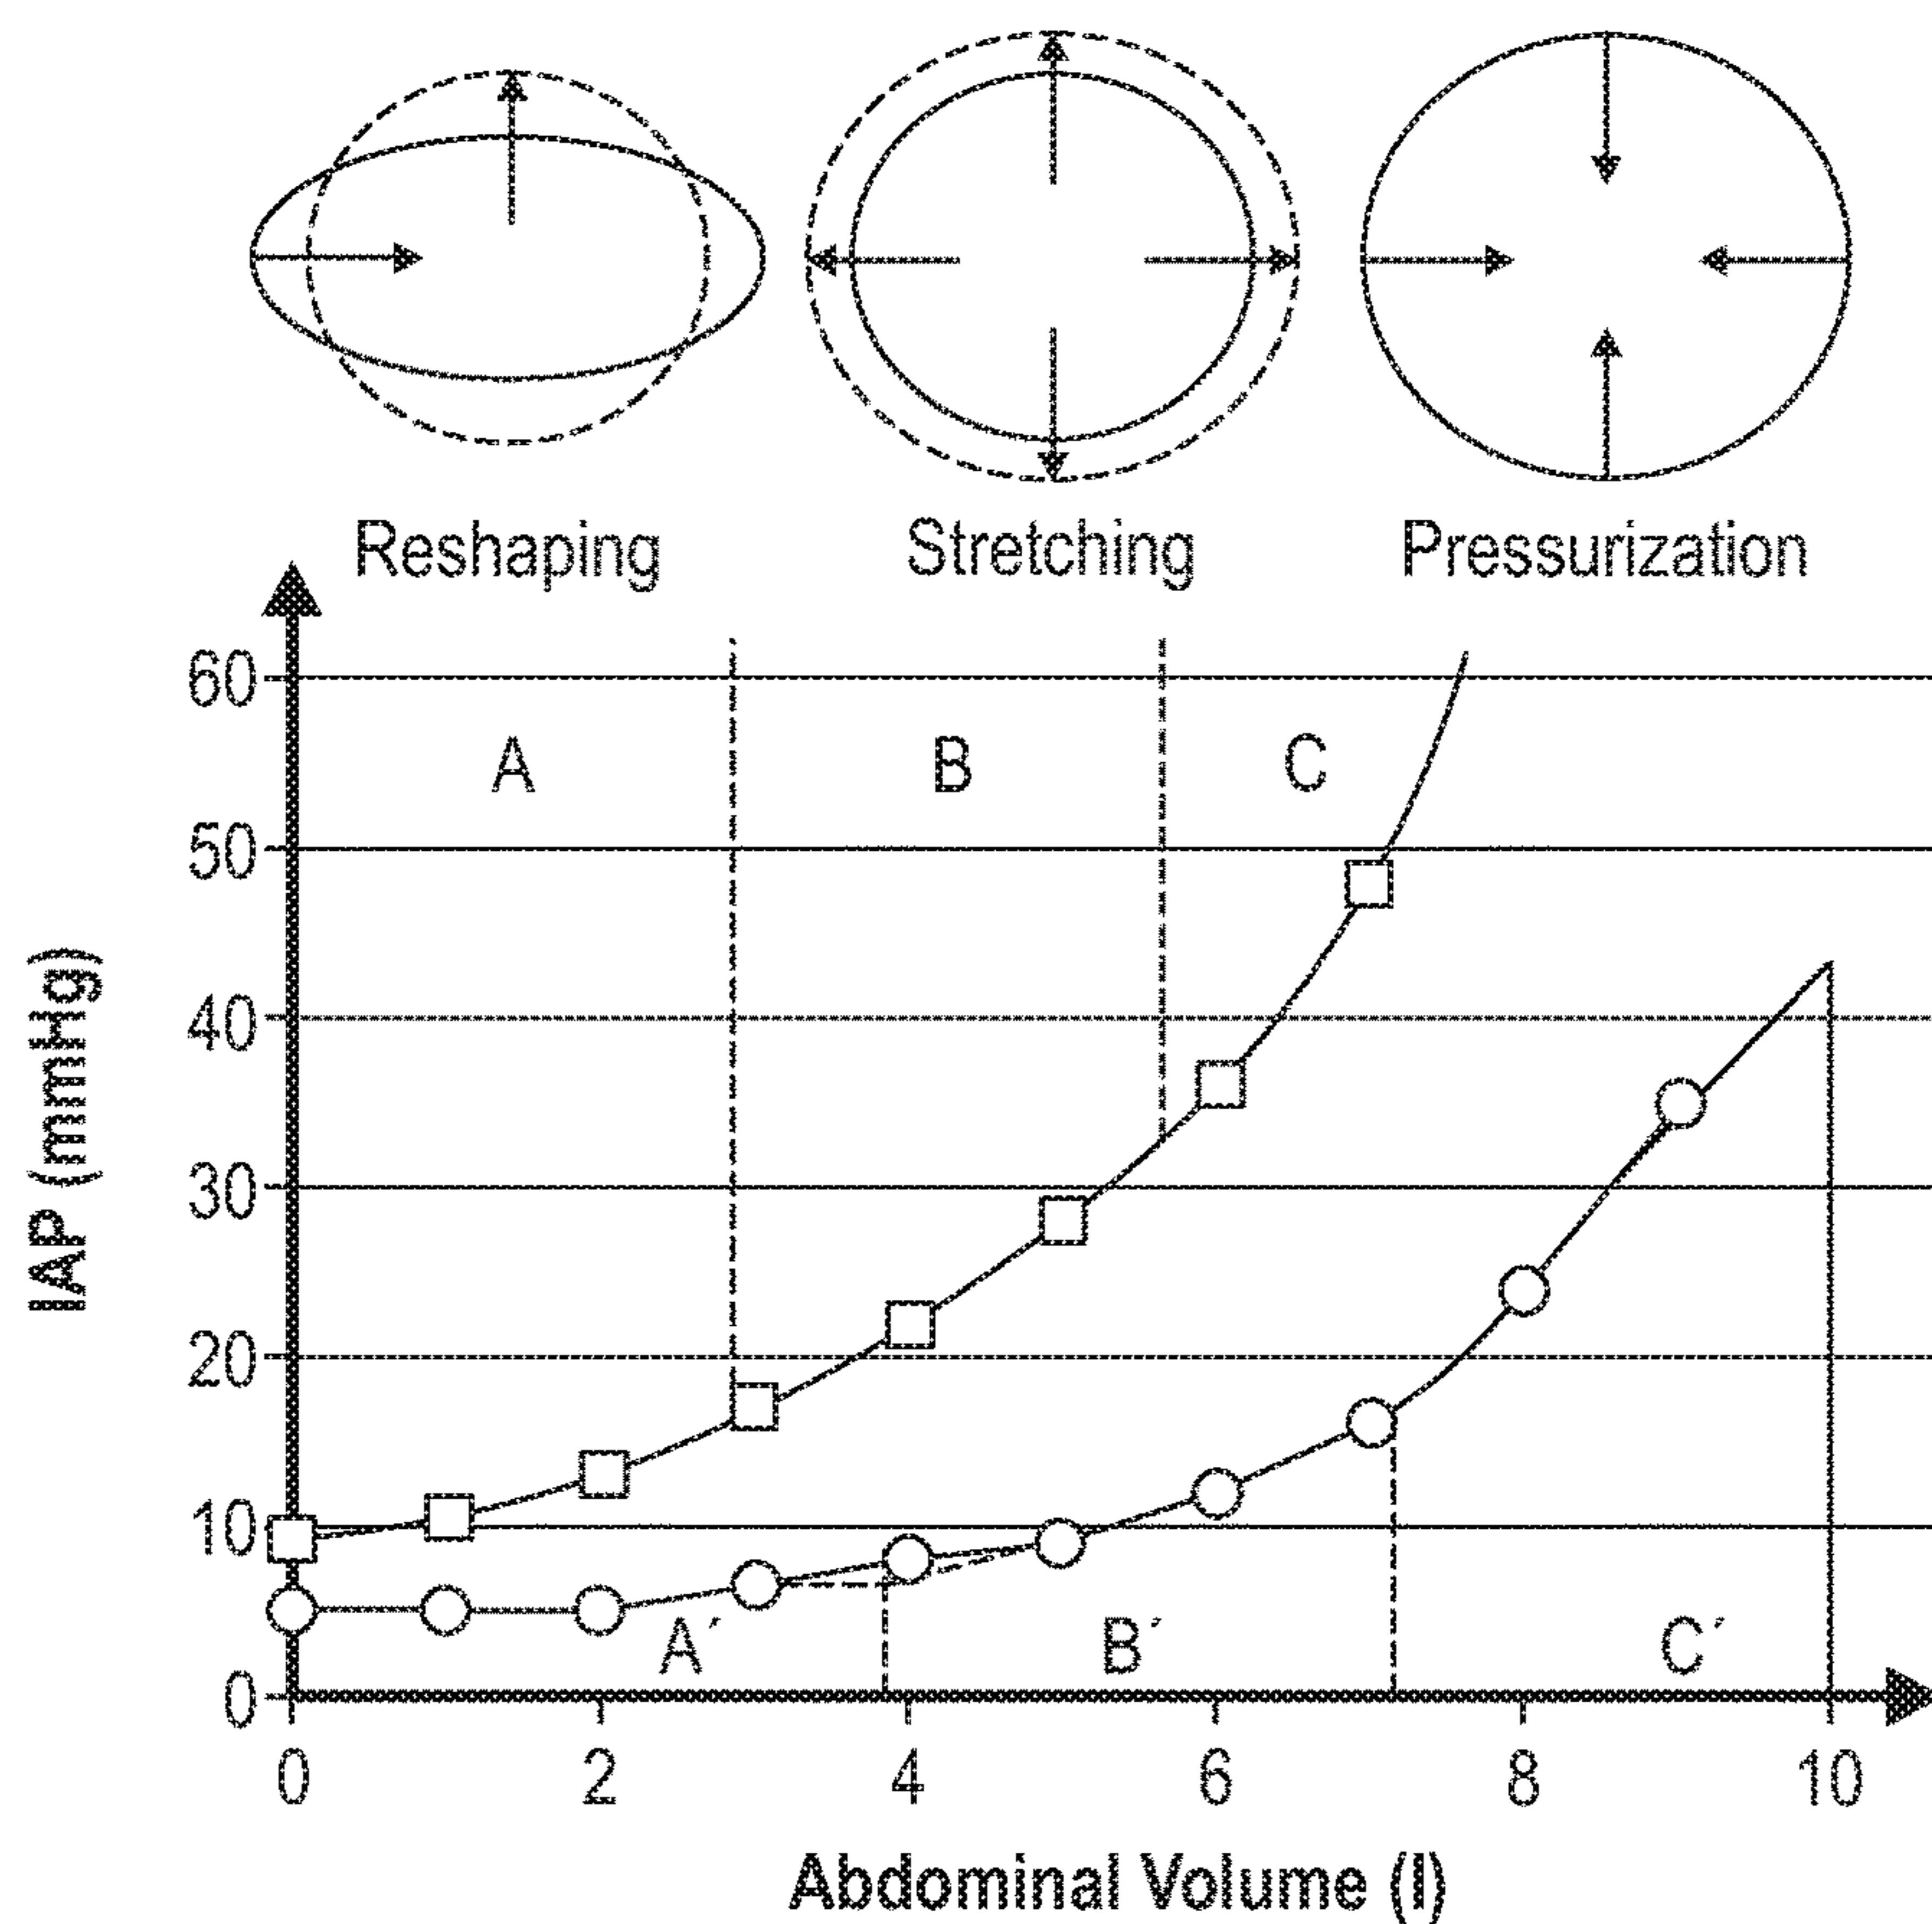 Reshaping Stretching Pressurization
60
A B C
50
40
IAP (mmHg)
30
20
10
A´ B´ C´
0
0 2 4 6 8 10
Abdominal Volume (l)